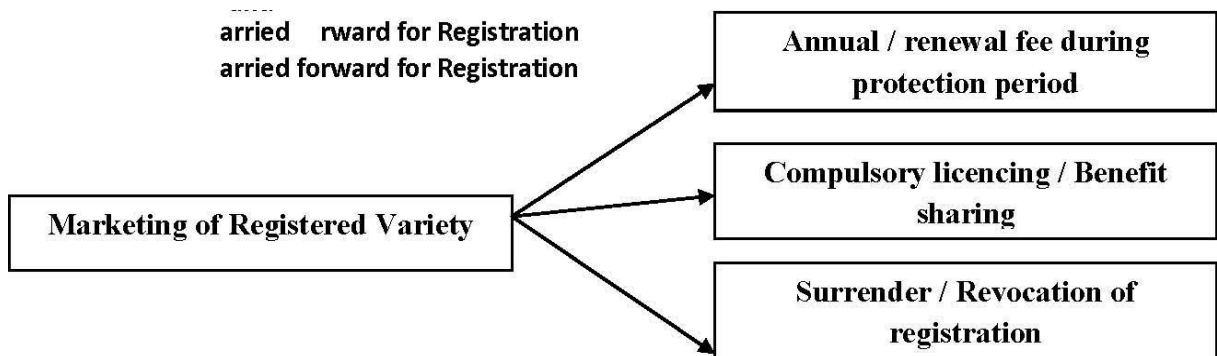 arried rward for Registration
arried forward for Registration
Annual / renewal fee during
protection period
Compulsory licencing / Benefit
sharing
Marketing of Registered Variety
Surrender / Revocation of
registration